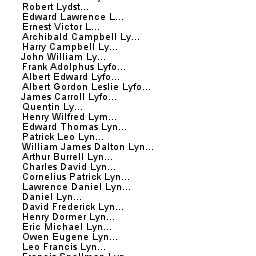 Robert Lydst...
Edward Lawrence L...
Ernest Victor L...
Archibald Campbell Ly...
Harry Campbell Ly...
John William Ly...
Frank Adolphus Lyfo...
Albert Edward Lyfo...
Albert Gordon Leslie Lyfo...
James Carroll Lyfo...
Quentin Ly...
Henry Wilfred Lym...
Edward Thomas Lyn...
Patrick Leo Lyn...
William James Dalton Lyn...
Arthur Burrell Lyn...
Charles David Lyn...
Cornelius Patrick Lyn...
Lawrence Daniel Lyn...
Daniel Lyn...
David Frederick Lyn...
Henry Dormer Lyn...
Eric Michael Lyn...
Owen Eugene Lyn...
Leo Francis Lyn...
Francis Spellman Lyn...